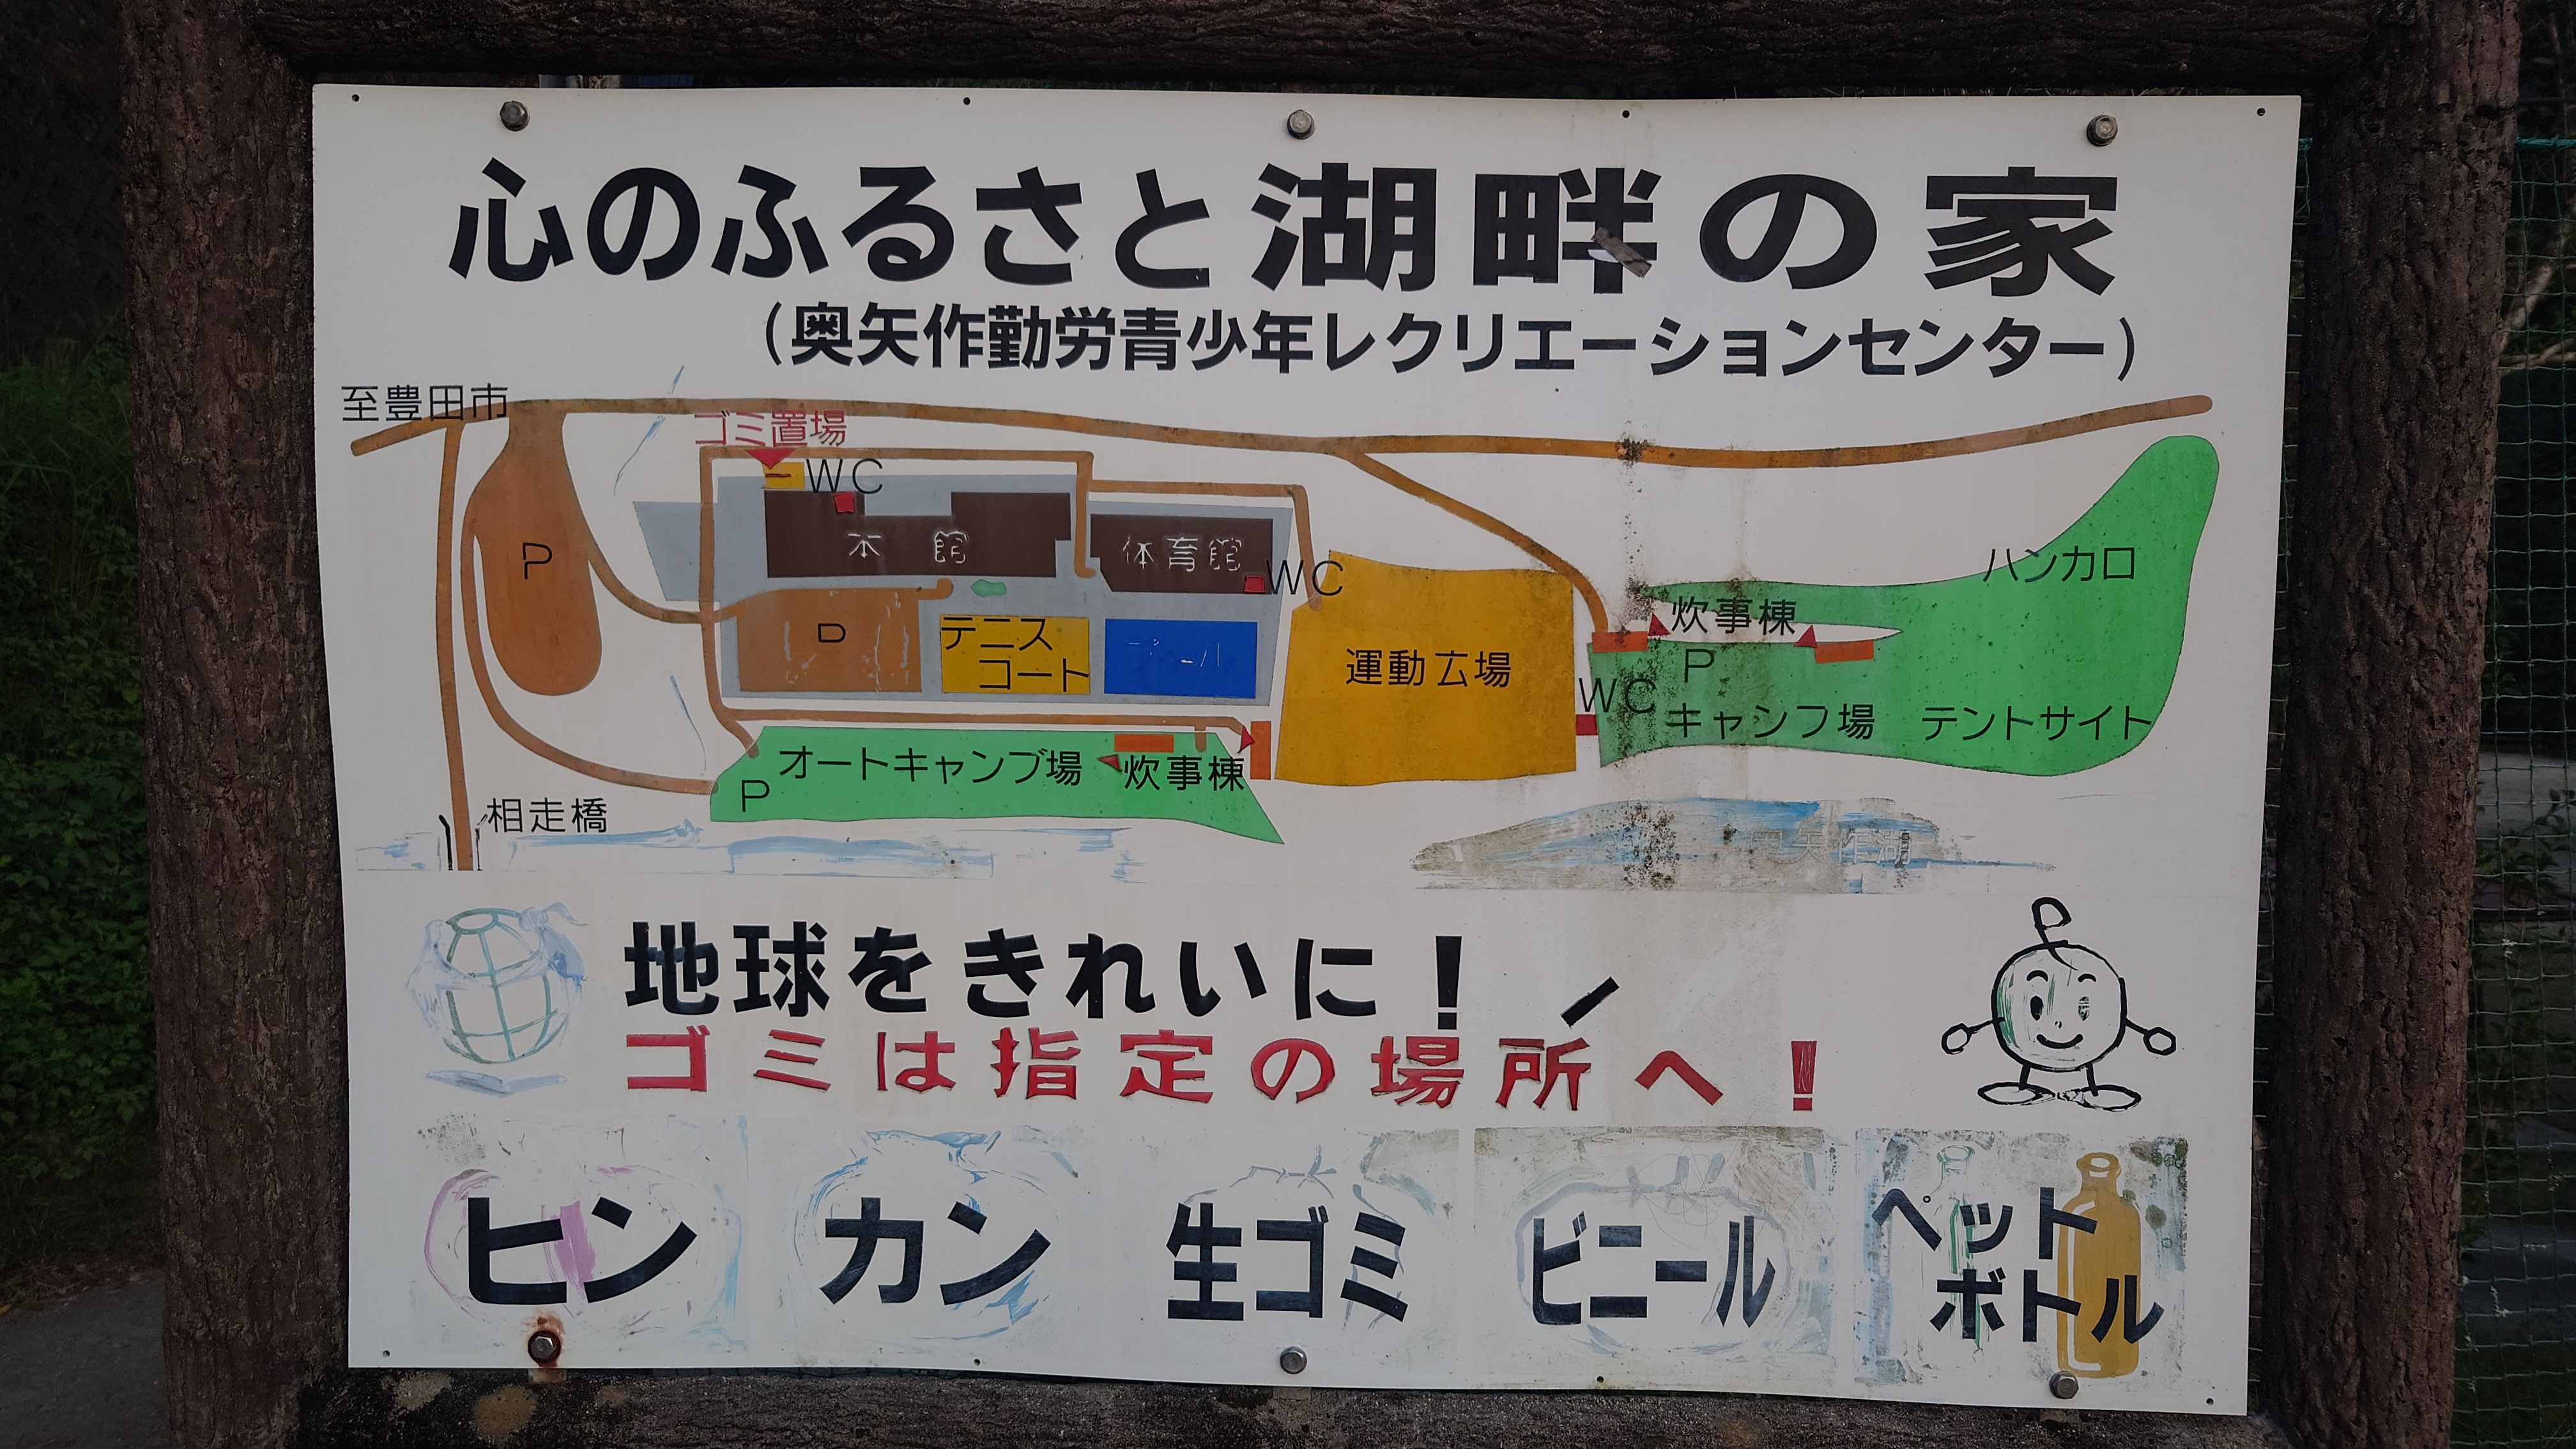 心のふるさと湖畔の家
(奥矢作勤労青少年レクリエーションセンター)
至豊田市
ゴミ置場
WC
本館
体育館
WC
P
P
テニス
コート
運動広場
炊事棟
ハンカロ
P
WC
キャンフ場
テントサイト
オートキャンプ場
炊事棟
P
相走橋
奥矢作湖
地球をきれいに!
ゴミは指定の場所へ!
ヒン
カン
生ゴミ
ビニール
ペット
ボトル